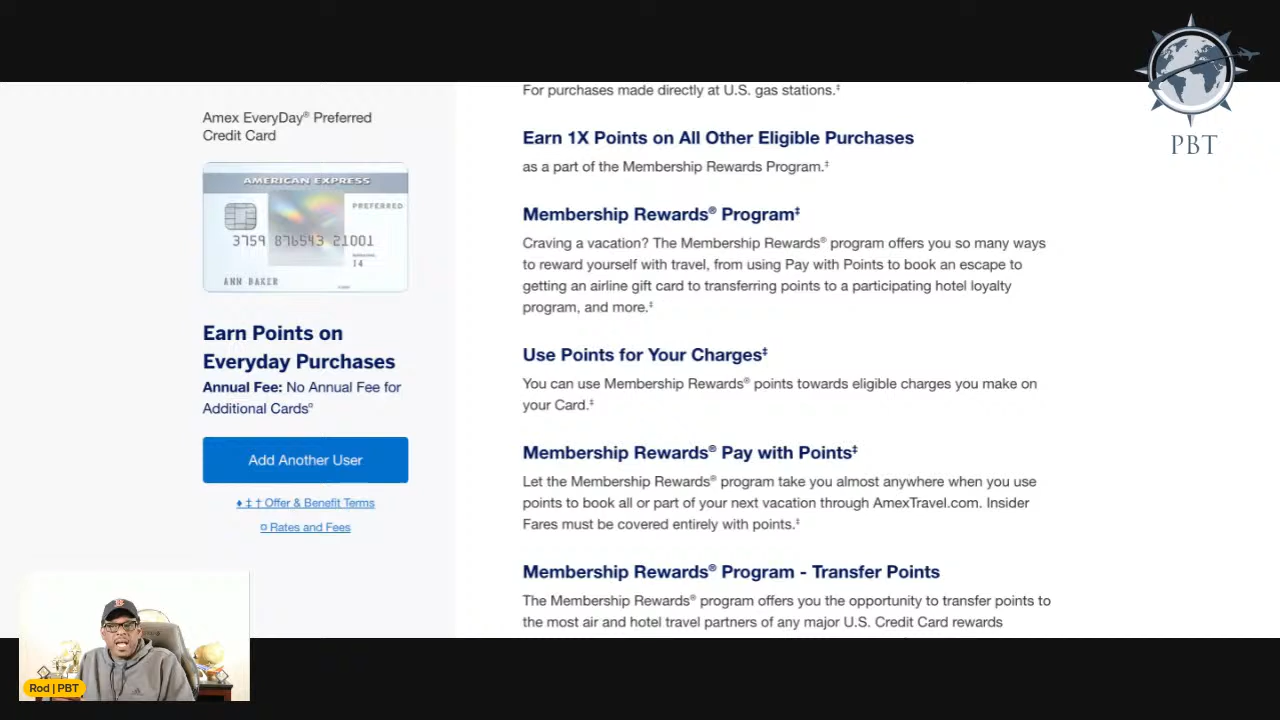 For purchases made directly at U.S. gas stations.‡
Amex EveryDay® Preferred
Credit Card
AMERICAN EXPRESS
PREFERRED
3759 876543 21001
14
ANN BAKER
Earn Points on
Everyday Purchases
Annual Fee: No Annual Fee for
Additional Cards¤
Add Another User
♦ ‡ † Offer & Benefit Terms
¤ Rates and Fees
Earn 1X Points on All Other Eligible Purchases
as a part of the Membership Rewards Program.‡
Membership Rewards® Program‡
Craving a vacation? The Membership Rewards® program offers you so many ways
to reward yourself with travel, from using Pay with Points to book an escape to
getting an airline gift card to transferring points to a participating hotel loyalty
program, and more.‡
Use Points for Your Charges‡
You can use Membership Rewards® points towards eligible charges you make on
your Card.‡
Membership Rewards® Pay with Points‡
Let the Membership Rewards® program take you almost anywhere when you use
points to book all or part of your next vacation through AmexTravel.com. Insider
Fares must be covered entirely with points.‡
Membership Rewards® Program - Transfer Points
The Membership Rewards® program offers you the opportunity to transfer points to
the most air and hotel travel partners of any major U.S. Credit Card rewards
PBT
Rod | PBT